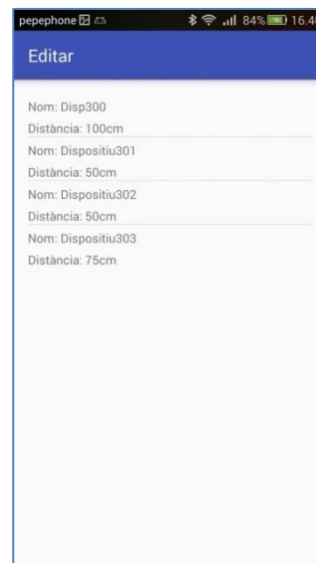 pepephone 84% 16.40
Editar
Nom: Disp300
Distància: 100cm
Nom: Dispositiu301
Distància: 50cm
Nom: Dispositiu302
Distància: 50cm
Nom: Dispositiu303
Distància: 75cm